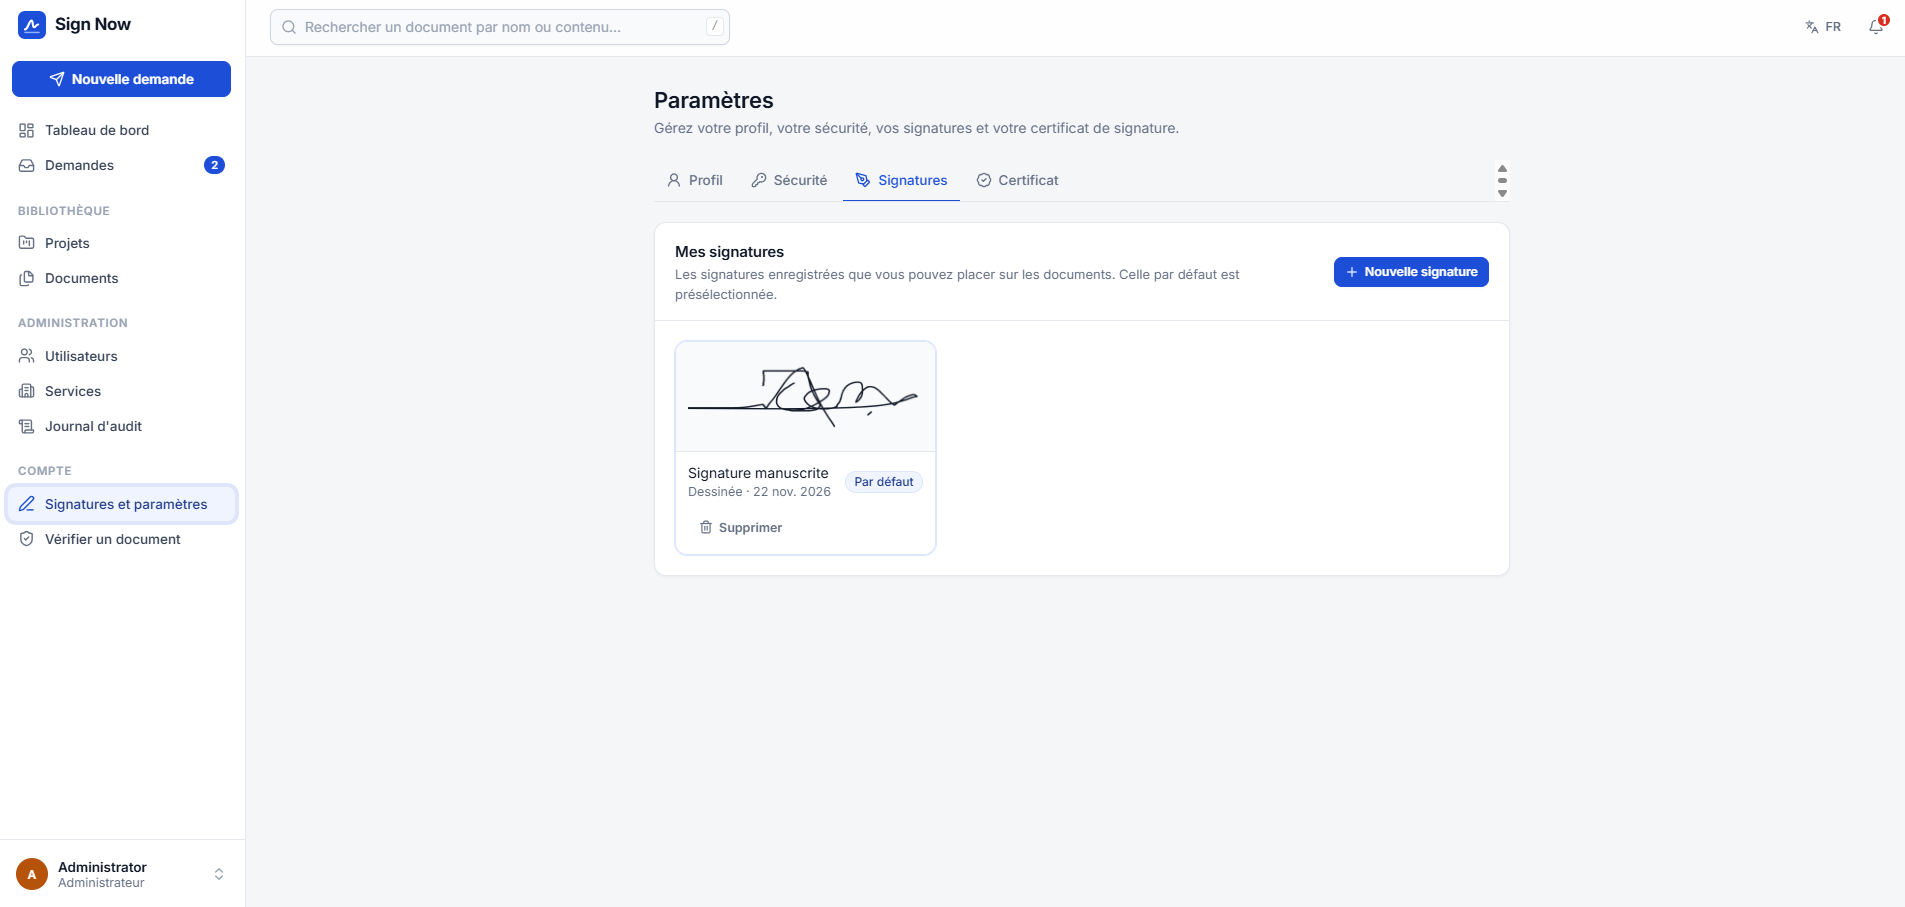 Sign Now
Rechercher un document par nom ou contenu...
/
FR
1
Nouvelle demande
Tableau de bord
Demandes
2
BIBLIOTHÈQUE
Projets
Documents
ADMINISTRATION
Utilisateurs
Services
Journal d'audit
COMPTE
Signatures et paramètres
Vérifier un document
A
Administrator
Administrateur
Paramètres
Gérez votre profil, votre sécurité, vos signatures et votre certificat de signature.
Profil
Sécurité
Signatures
Certificat
Mes signatures
Les signatures enregistrées que vous pouvez placer sur les documents. Celle par défaut est
présélectionnée.
Nouvelle signature
Signature manuscrite
Dessinée · 22 nov. 2026
Par défaut
Supprimer